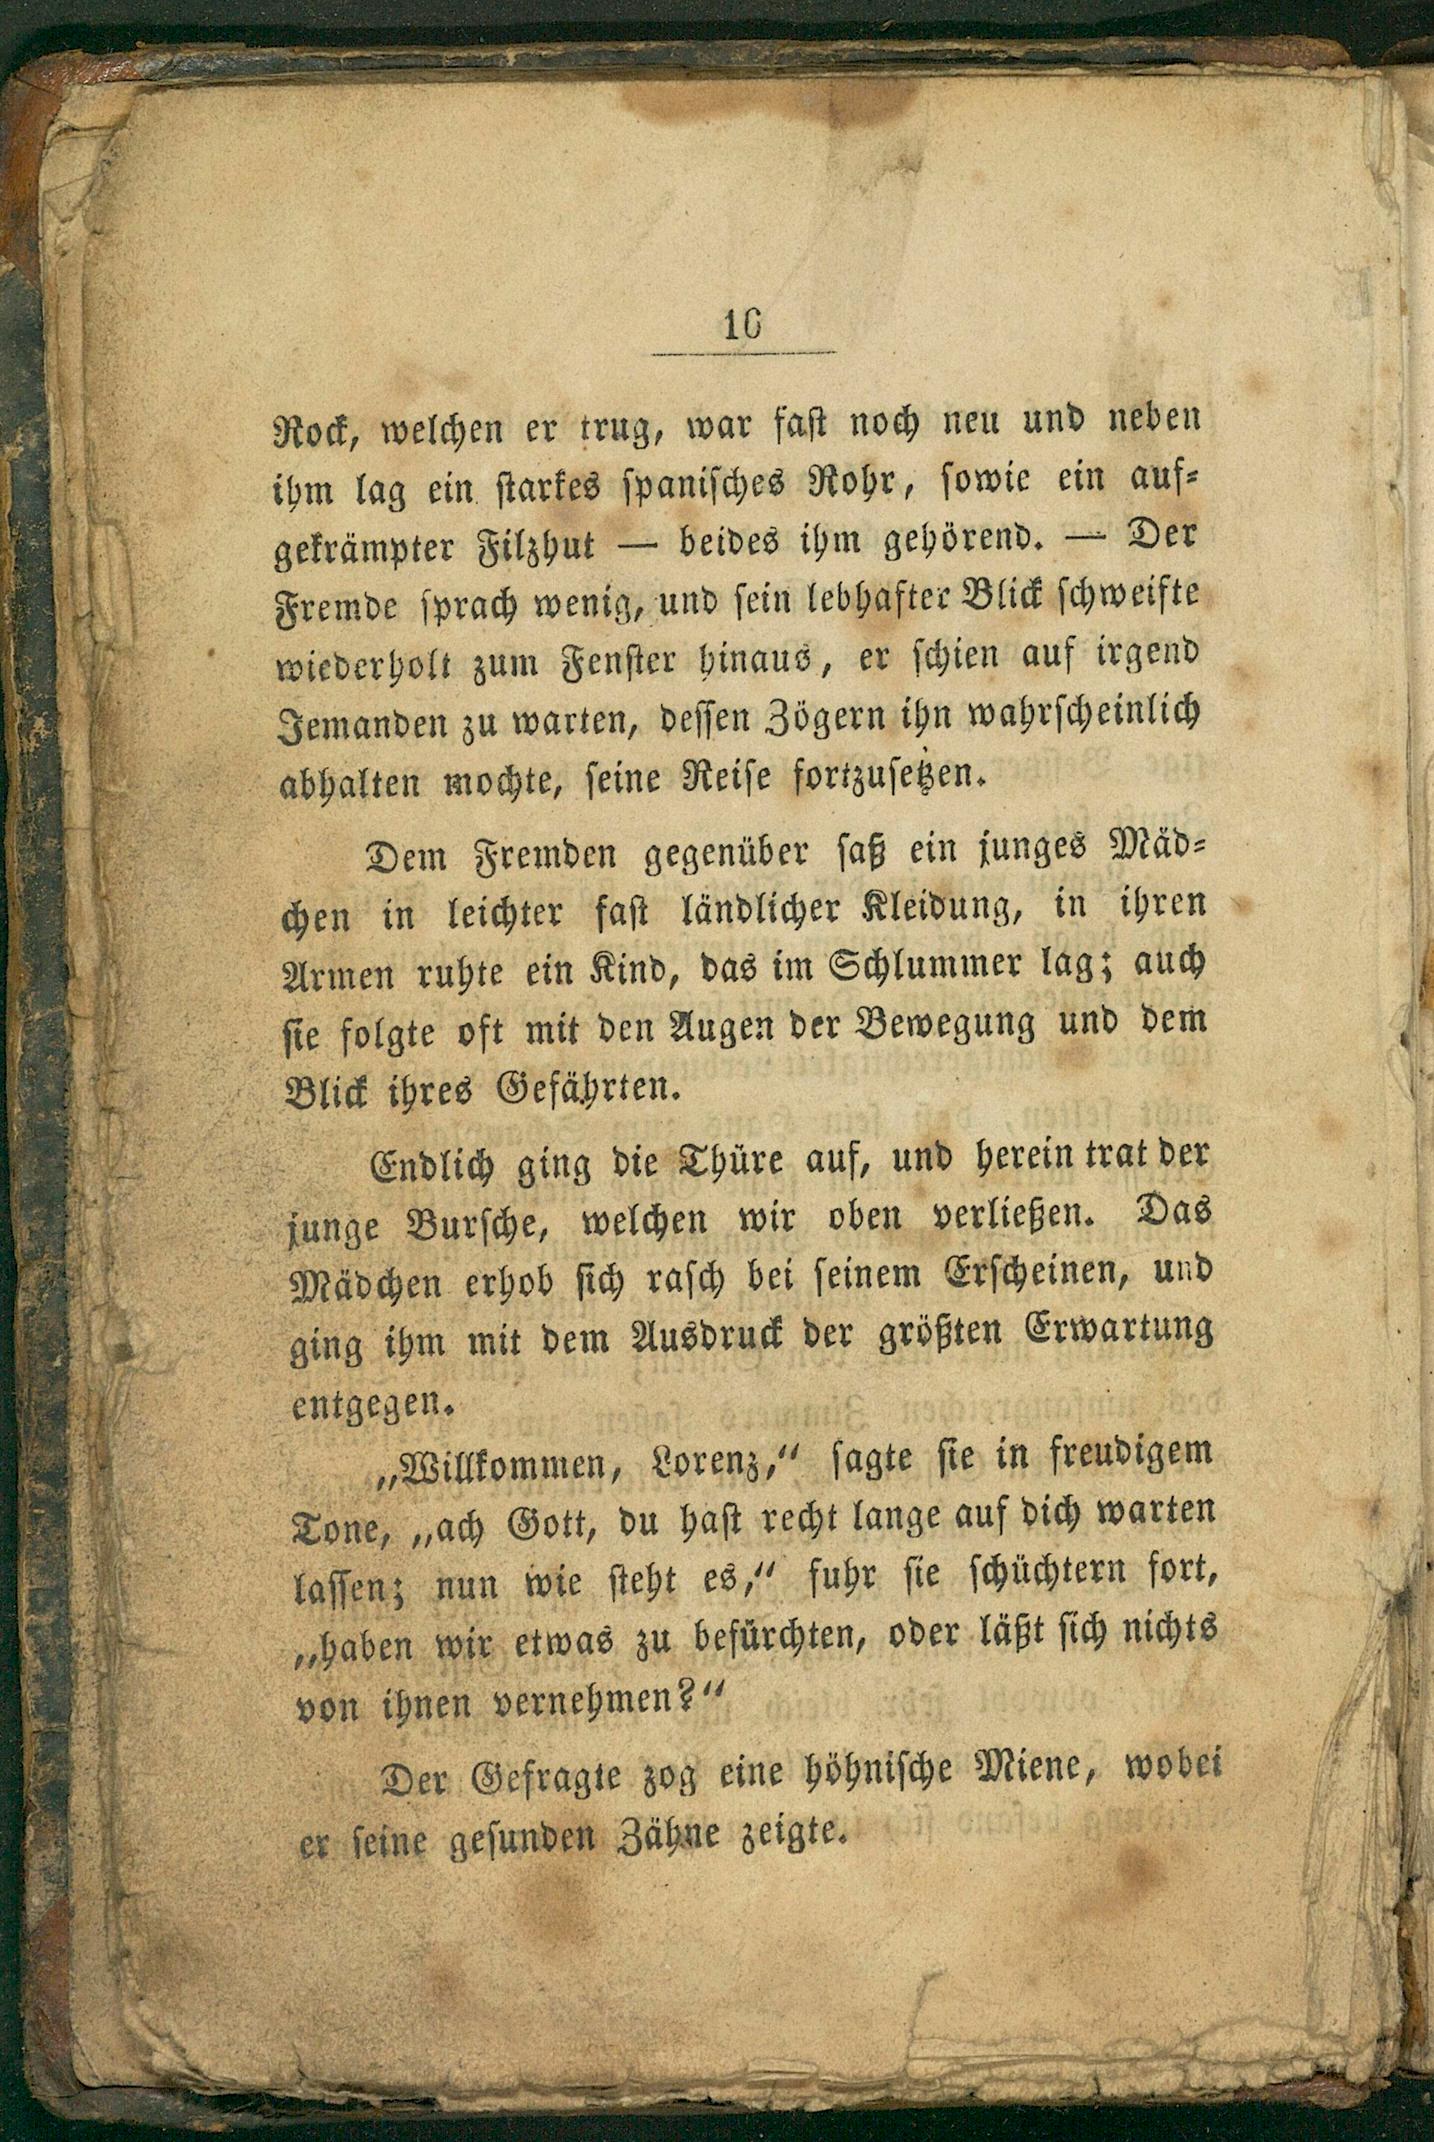 16
Rock, welchen er trug, war fast noch neu und neben
ihm lag ein starkes spanisches Rohr, sowie ein auf-
gekrämpter Filzhut — beides ihm gehörend. — Der
Fremde sprach wenig, und sein lebhafter Blick schweifte
wiederholt zum Fenster hinaus, er schien auf irgend
Jemanden zu warten, dessen Zögern ihn wahrscheinlich
abhalten mochte, seine Reise fortzusetzen.
Dem Fremden gegenüber saß ein junges Mäd-
chen in leichter fast ländlicher Kleidung, in ihren
Armen ruhte ein Kind, das im Schlummer lag; auch
sie folgte oft mit den Augen der Bewegung und dem
Blick ihres Gefährten.
Endlich ging die Thüre auf, und herein trat der
junge Bursche, welchen wir oben verließen. Das
Mädchen erhob sich rasch bei seinem Erscheinen, und
ging ihm mit dem Ausdruck der größten Erwartung
entgegen.
„Willkommen, Lorenz,“ sagte sie in freudigem
Tone, „ach Gott, du hast recht lange auf dich warten
lassen; nun wie steht es,“ fuhr sie schüchtern fort,
„haben wir etwas zu befürchten, oder läßt sich nichts
von ihnen vernehmen?“
Der Gefragte zog eine höhnische Miene, wobei
er seine gesunden Zähne zeigte.